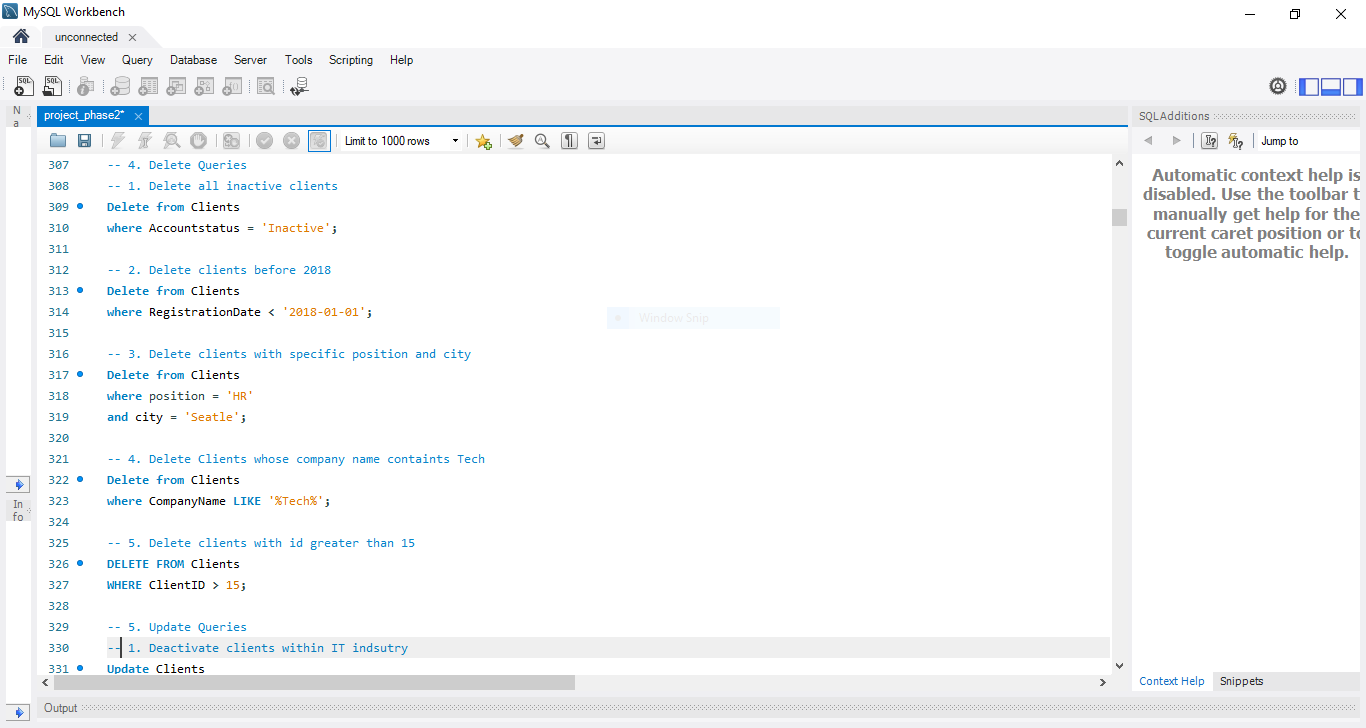 MySQL Workbench
unconnected
File Edit View Query Database Server Tools Scripting Help
SQL SQL
Na
project_phase2*
SQLAdditions
Limit to 1000 rows
Jump to
307 -- 4. Delete Queries
308 -- 1. Delete all inactive clients
309 Delete from Clients
310 where Accountstatus = 'Inactive';
311
312 -- 2. Delete clients before 2018
313 Delete from Clients
314 where RegistrationDate < '2018-01-01';
315
316 -- 3. Delete clients with specific position and city
317 Delete from Clients
318 where position = 'HR'
319 and city = 'Seatle';
320
321 -- 4. Delete Clients whose company name containts Tech
322 Delete from Clients
323 where CompanyName LIKE '%Tech%';
324
325 -- 5. Delete clients with id greater than 15
326 DELETE FROM Clients
327 WHERE ClientID > 15;
328
329 -- 5. Update Queries
330 -- 1. Deactivate clients within IT indsutry
331 Update Clients
Window Snip
Info
Automatic context help is
disabled. Use the toolbar t
manually get help for the
current caret position or to
toggle automatic help.
Context Help Snippets
Output